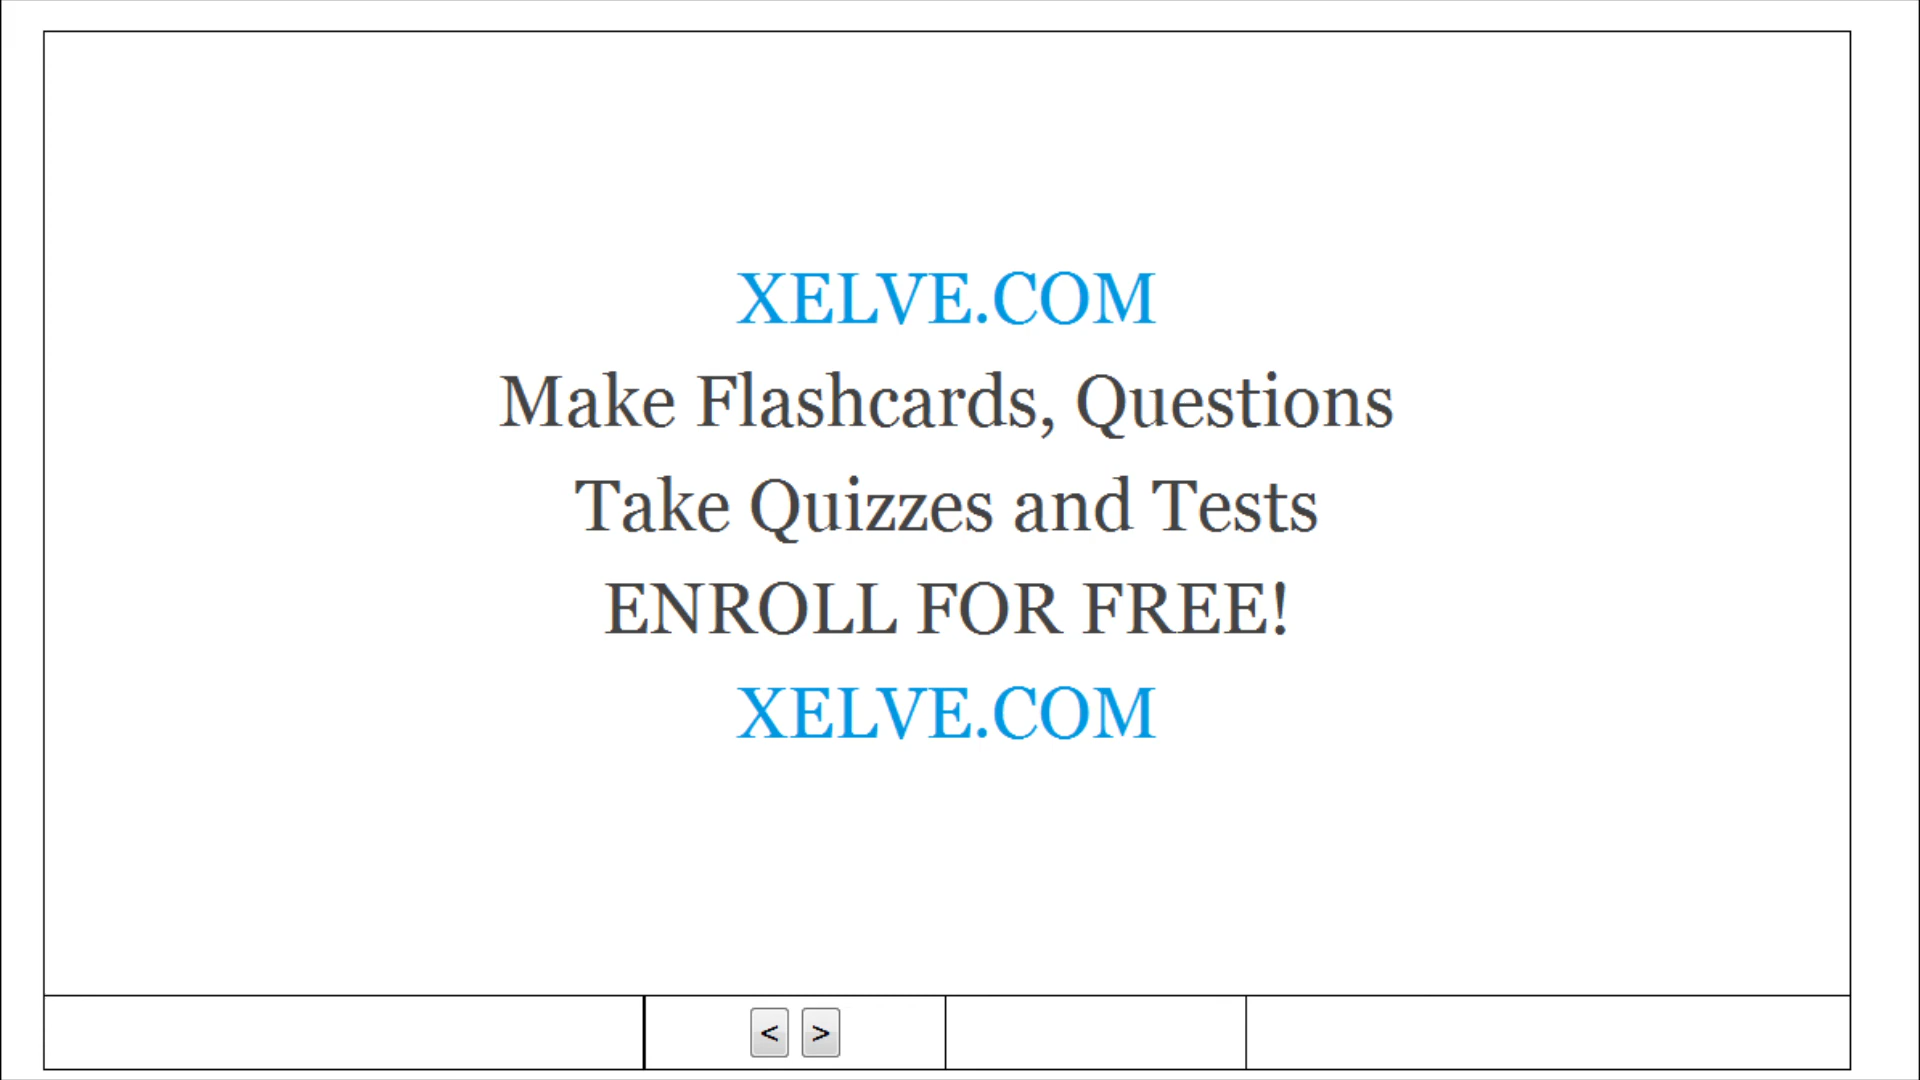 XELVE.COM
Make Flashcards, Questions
Take Quizzes and Tests
ENROLL FOR FREE!
XELVE.COM
< >